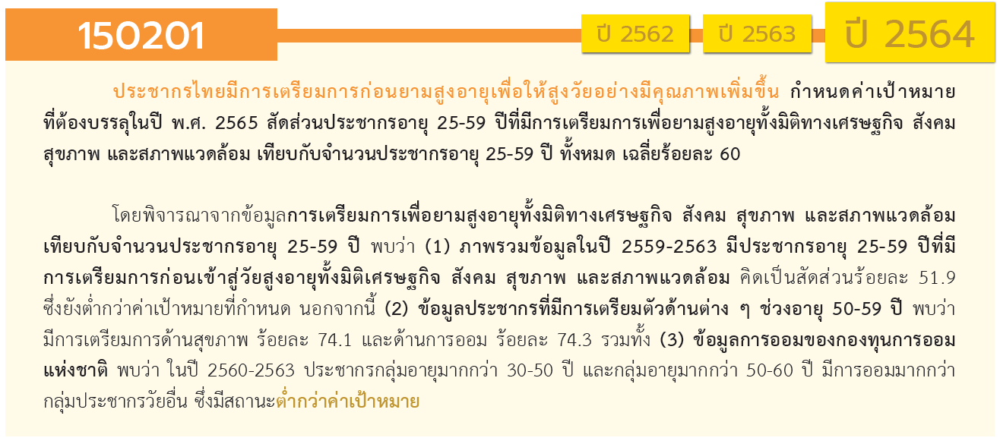 150201
ปี 2562
ปี 2563
ปี 2564
ประชากรไทยมีการเตรียมการก่อนยามสูงอายุเพื่อให้สูงวัยอย่างมีคุณภาพเพิ่มขึ้น กำหนดค่าเป้าหมาย
ที่ต้องบรรลุในปี พ.ศ. 2565 สัดส่วนประชากรอายุ 25-59 ปีที่มีการเตรียมการเพื่อยามสูงอายุทั้งมิติทางเศรษฐกิจ สังคม
สุขภาพ และสภาพแวดล้อม เทียบกับจำนวนประชากรอายุ 25-59 ปี ทั้งหมด เฉลี่ยร้อยละ 60
โดยพิจารณาจากข้อมูลการเตรียมการเพื่อยามสูงอายุทั้งมิติทางเศรษฐกิจ สังคม สุขภาพ และสภาพแวดล้อม
เทียบกับจำนวนประชากรอายุ 25-59 ปี พบว่า (1) ภาพรวมข้อมูลในปี 2559-2563 มีประชากรอายุ 25-59 ปีที่มี
การเตรียมการก่อนเข้าสู่วัยสูงอายุทั้งมิติเศรษฐกิจ สังคม สุขภาพ และสภาพแวดล้อม คิดเป็นสัดส่วนร้อยละ 51.9
ซึ่งยังต่ำกว่าค่าเป้าหมายที่กำหนด นอกจากนี้ (2) ข้อมูลประชากรที่มีการเตรียมตัวด้านต่าง ๆ ช่วงอายุ 50-59 ปี พบว่า
มีการเตรียมการด้านสุขภาพ ร้อยละ 74.1 และด้านการออม ร้อยละ 74.3 รวมทั้ง (3) ข้อมูลการออมของกองทุนการออม
แห่งชาติ พบว่า ในปี 2560-2563 ประชากรกลุ่มอายุมากกว่า 30-50 ปี และกลุ่มอายุมากกว่า 50-60 ปี มีการออมมากกว่า
กลุ่มประชากรวัยอื่น ซึ่งมีสถานะต่ำกว่าค่าเป้าหมาย